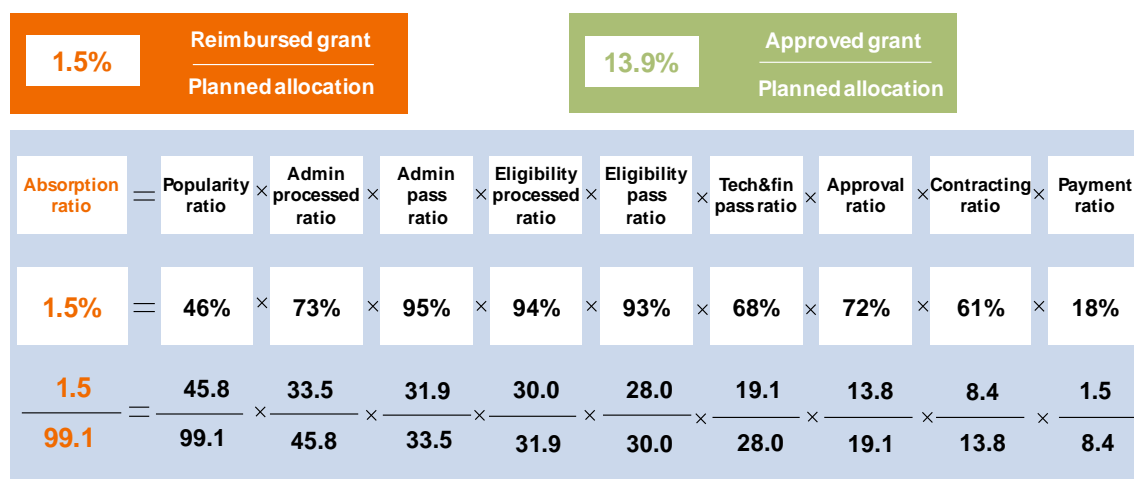 1.5%
Reimbursed grant
Planned allocation
13.9%
Approved grant
Planned allocation
Absorption
ratio
=
Popularity
ratio
×
Admin
processed
ratio
×
Admin
pass
ratio
×
Eligibility
processed
ratio
×
Eligibility
pass
ratio
×
Tech&fin
pass ratio
×
Approval
ratio
×
Contracting
ratio
×
Payment
ratio
1.5% = 46% × 73% × 95% × 94% × 93% × 68% × 72% × 61% × 18%
1.5 45.8 33.5 31.9 30.0 28.0 19.1 13.8 8.4 1.5
= × × × × × × × ×
99.1 99.1 45.8 33.5 31.9 30.0 28.0 19.1 13.8 8.4